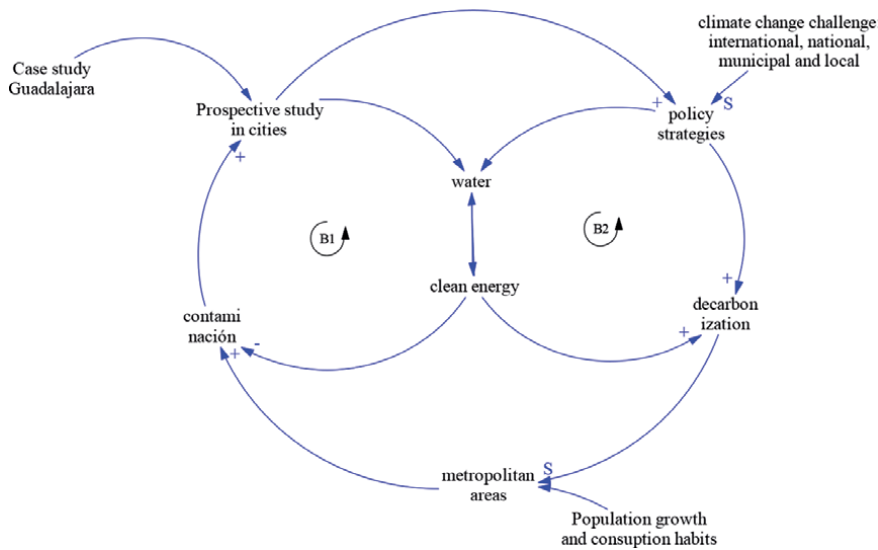 climate change challenge
international, national,
municipal and local
Case study
Guadalajara
Prospective study
in cities
+
+
S
policy
strategies
water
B1
B2
clean energy
+
decarbon
ization
contami
nación
+
-
+
metropolitan
areas
S
Population growth
and consuption habits